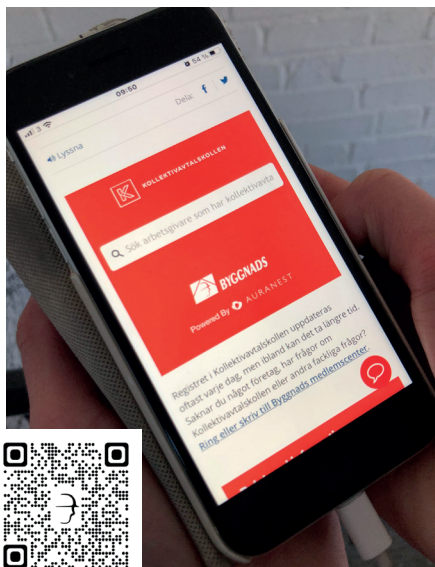 3
09:50
54 %
Lyssna
Dela:
K
KOLLEKTIVAVTALSKOLLEN
Sök arbetsgivare som har kollektivavta
BYGGNADS
Powered By AURANEST
Registret i Kollektivavtalskollen uppdateras
oftast varje dag, men ibland kan det ta längre tid.
Saknar du något företag, har frågor om
Kollektivavtalskollen eller andra fackliga frågor?
Ring eller skriv till Byggnads medlemscenter.